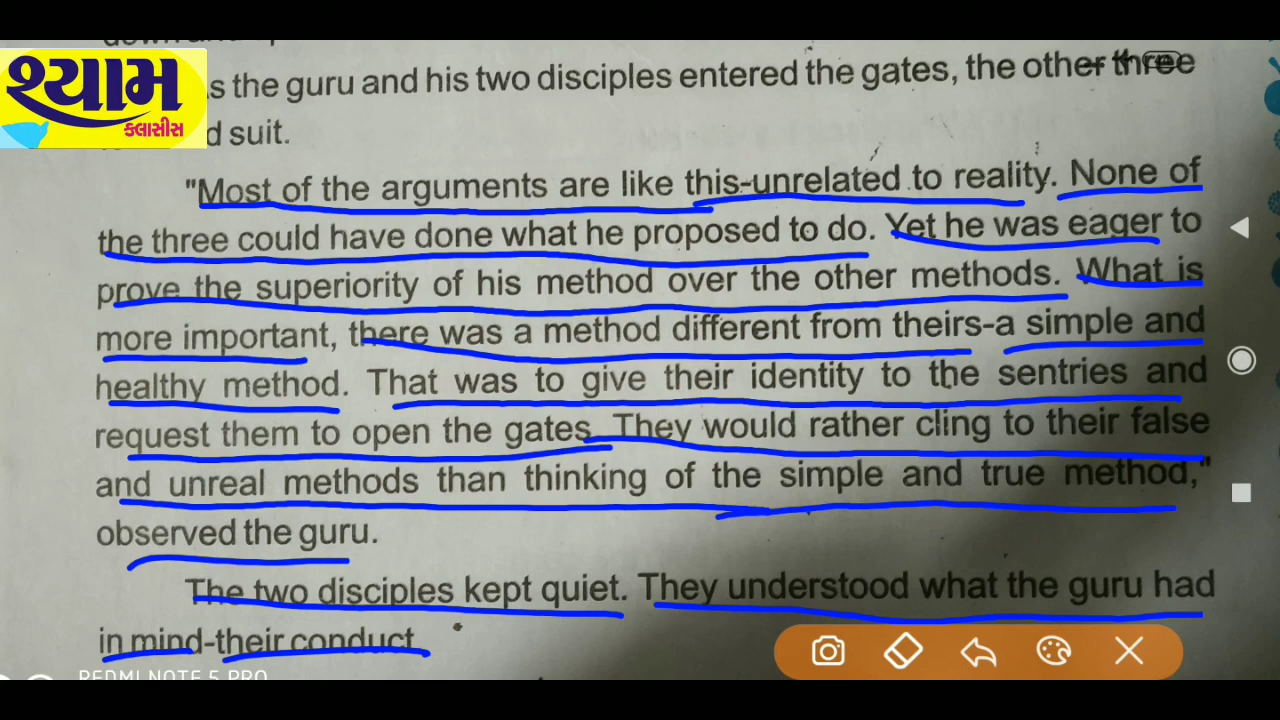 શ્યામ
કલાસીસ
s the guru and his two disciples entered the gates, the other three
d suit.
"Most of the arguments are like this-unrelated to reality. None of
the three could have done what he proposed to do. Yet he was eager to
prove the superiority of his method over the other methods. What is
more important, there was a method different from theirs-a simple and
healthy method. That was to give their identity to the sentries and
request them to open the gates. They would rather cling to their false
and unreal methods than thinking of the simple and true method,"
observed the guru.
The two disciples kept quiet. They understood what the guru had
in mind-their conduct.
REDMI NOTE 5 PRO